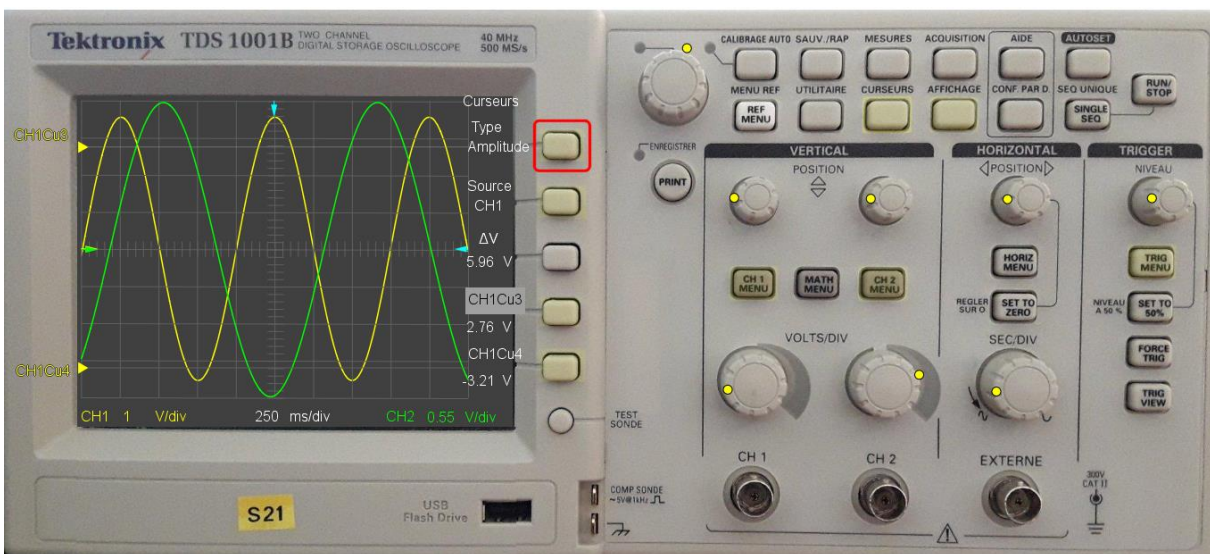 Tektronix TDS 1001B TWO CHANNEL DIGITAL STORAGE OSCILLOSCOPE 40 MHz 500 MS/s
CH1Cu3
CH1Cu4
Curseurs
Type
Amplitude
Source
CH1
ΔV
5.96 V
CH1Cu3
2.76 V
CH1Cu4
-3.21 V
CH1 1 V/div 250 ms/div CH2 0.55 V/div
TEST SONDE
S21
USB
Flash Drive
COMP SONDE
~5V@1kHz
CALIBRAGE AUTO SAUV./RAP MESURES ACQUISITION AIDE AUTOSET
MENU REF UTILITAIRE CURSEURS AFFICHAGE CONF. PAR D. SEQ UNIQUE
RUN/STOP
REF MENU
SINGLE SEQ
ENREGISTRER
PRINT
VERTICAL HORIZONTAL TRIGGER
POSITION POSITION NIVEAU
CH 1 MENU
MATH MENU
CH 2 MENU
HORIZ MENU
TRIG MENU
REGLER SUR O
SET TO ZERO
NIVEAU A 50 %
SET TO 50%
VOLTS/DIV SEC/DIV
FORCE TRIG
TRIG VIEW
CH 1 CH 2 EXTERNE
300V
CAT II